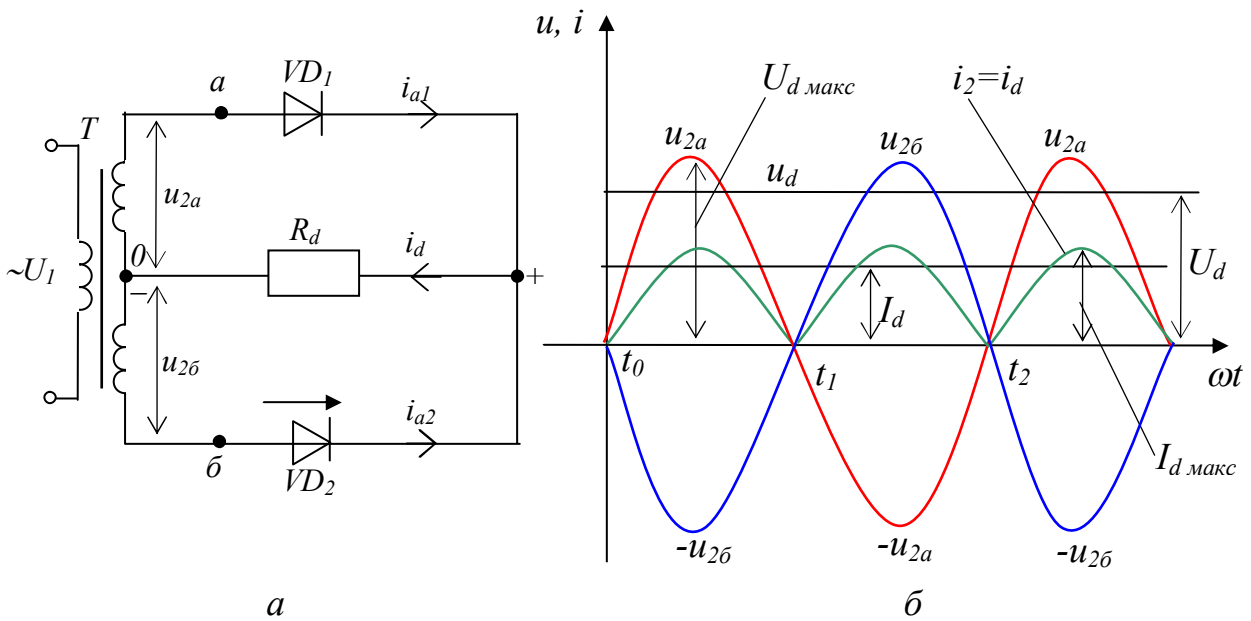 a
VD1
ia1
T
u2a
~U1
0
Rd
id
+
−
u2б
ia2
б
VD2
а
u, i
Ud макс
i2=id
u2a
u2б
u2a
ud
Ud
Id
t0
t1
t2
ωt
Id макс
-u2б
-u2a
-u2б
б